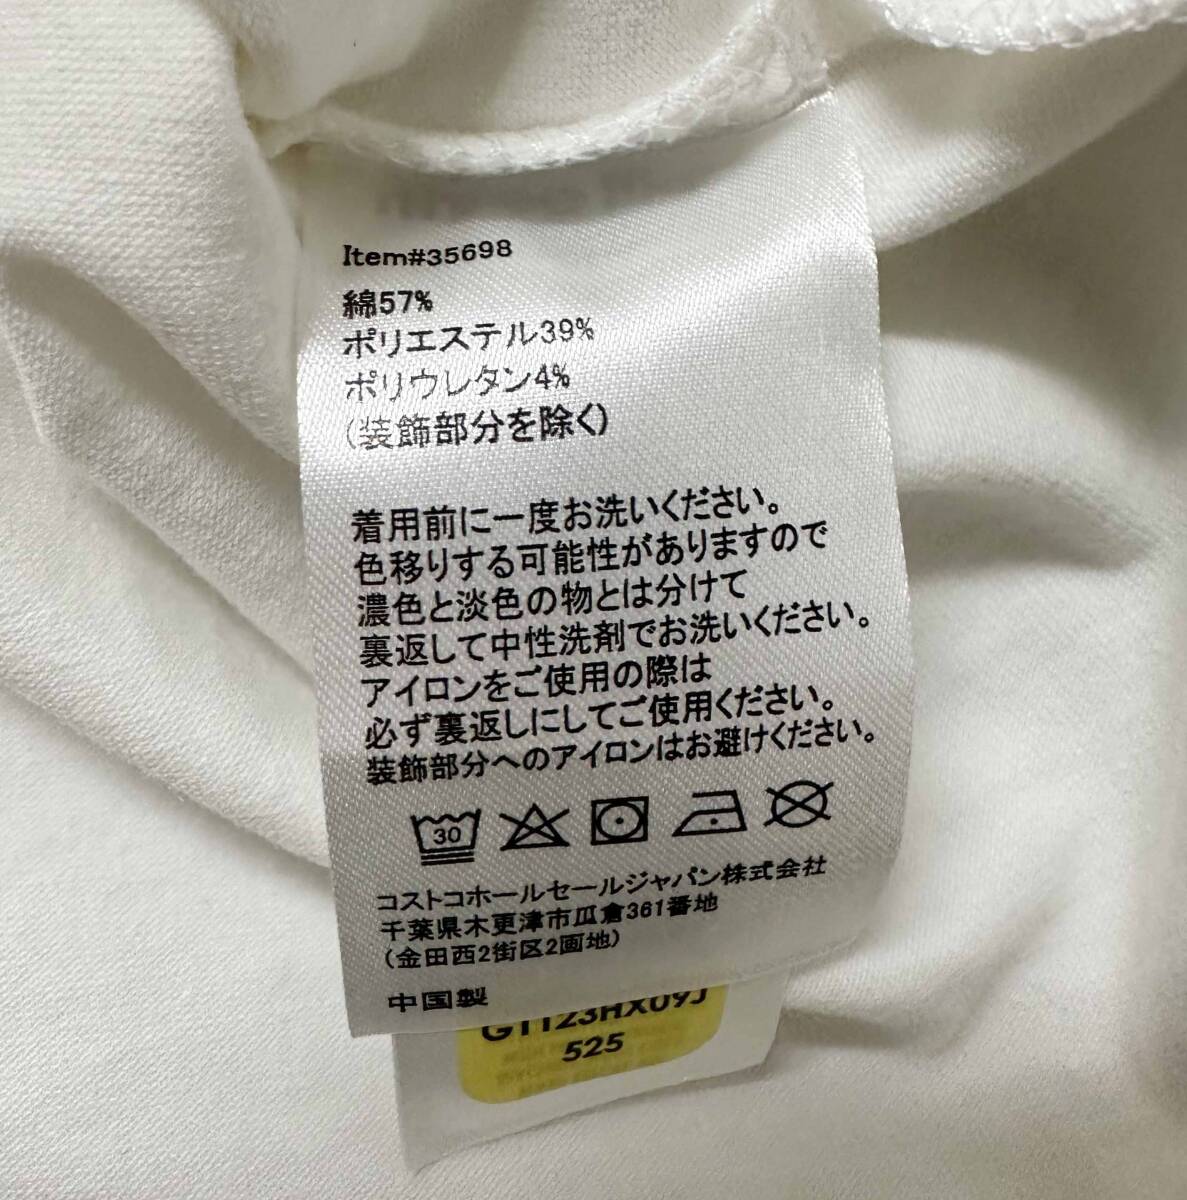 Item#35698
綿57%
ポリエステル39%
ポリウレタン4%
(装飾部分を除く)
着用前に一度お洗いください。
色移りする可能性がありますので
濃色と淡色の物とは分けて
裏返して中性洗剤でお洗いください。
アイロンをご使用の際は
必ず裏返しにしてご使用ください。
装飾部分へのアイロンはお避けください。
30
コストコホールセールジャパン株式会社
千葉県木更津市瓜倉361番地
(金田西2街区2画地)
中国製
G1123HX09J
525